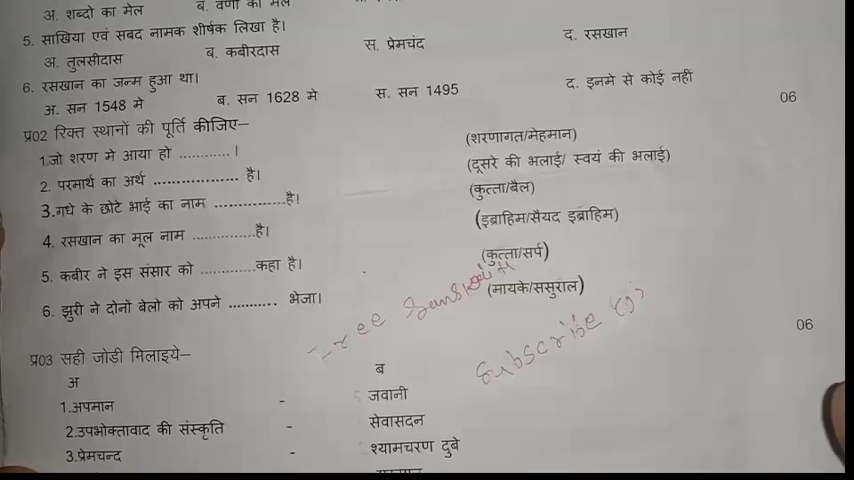 अ. शब्दो का मेल ब. वर्णो का मेल
5. साखिया एवं सबद नामक शीर्षक लिखा है।
अ. तुलसीदास ब. कबीरदास स. प्रेमचंद द. रसखान
6. रसखान का जन्म हुआ था।
अ. सन 1548 मे ब. सन 1628 मे स. सन 1495 द. इनमे से कोई नहीं
06
प्र02 रिक्त स्थानों की पूर्ति कीजिए–
1.जो शरण मे आया हो ........... । (शरणागत/मेहमान)
2. परमार्थ का अर्थ ................. है। (दूसरे की भलाई/ स्वयं की भलाई)
3.गधे के छोटे भाई का नाम ..............है। (कुत्ता/बैल)
4. रसखान का मूल नाम .............है। (इब्राहिम/सैयद इब्राहिम)
5. कबीर ने इस संसार को ...........कहा है। (कुत्ता/सर्प)
6. झुरी ने दोनों बेलो को अपने .......... भेजा। (मायके/ससुराल)
Free
Subscribe
06
प्र03 सही जोड़ी मिलाइये–
अ ब
1.अपमान - जवानी
2.उपभोक्तावाद की संस्कृति - सेवासदन
3.प्रेमचन्द - श्यामचरण दुबे